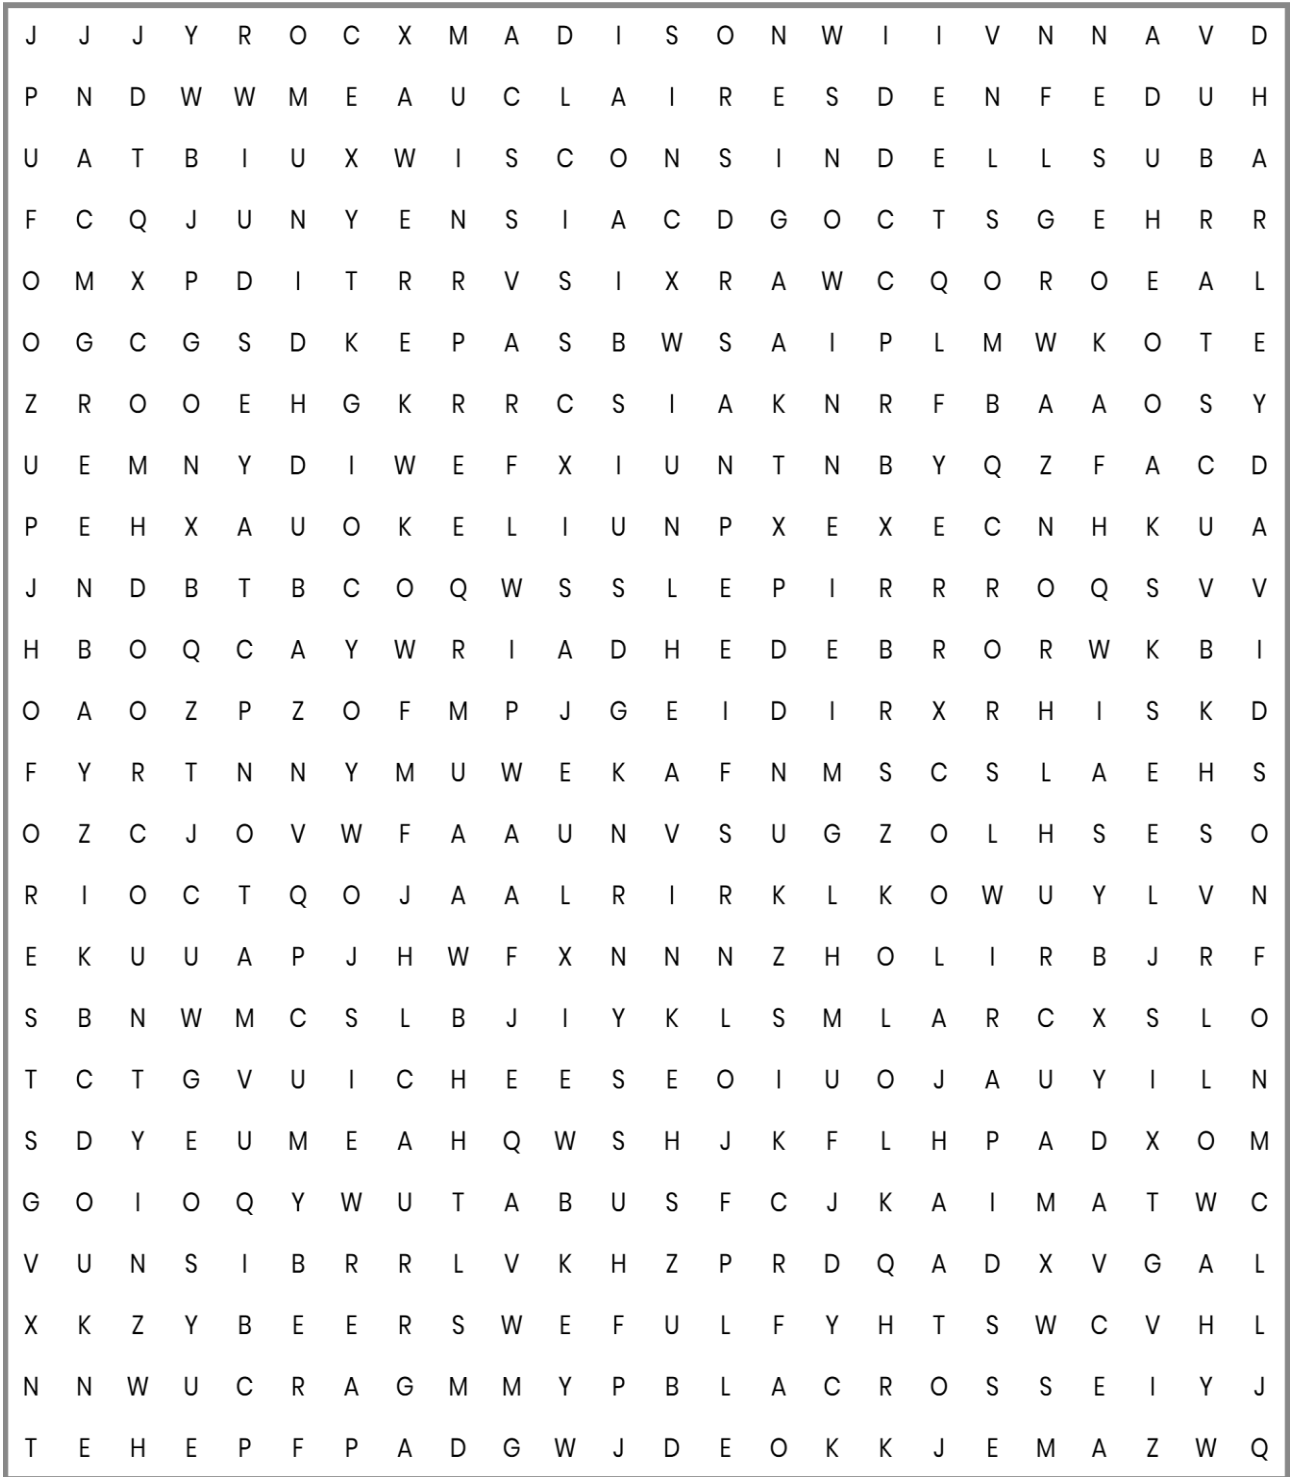 J J J Y R O C X M A D I S O N W I I V N N A V D
P N D W W M E A U C L A I R E S D E N F E D U H
U A T B I U X W I S C O N S I N D E L L S U B A
F C Q J U N Y E N S I A C D G O C T S G E H R R
O M X P D I T R R V S I X R A W C Q O R O E A L
O G C G S D K E P A S B W S A I P L M W K O T E
Z R O O E H G K R R C S I A K N R F B A A O S Y
U E M N Y D I W E F X I U N T N B Y Q Z F A C D
P E H X A U O K E L I U N P X E X E C N H K U A
J N D B T B C O Q W S S L E P I R R R O Q S V V
H B O Q C A Y W R I A D H E D E B R O R W K B I
O A O Z P Z O F M P J G E I D I R X R H I S K D
F Y R T N N Y M U W E K A F N M S C S L A E H S
O Z C J O V W F A A U N V S U G Z O L H S E S O
R I O C T Q O J A A L R I R K L K O W U Y L V N
E K U U A P J H W F X N N N Z H O L I R B J R F
S B N W M C S L B J I Y K L S M L A R C X S L O
T C T G V U I C H E E S E O I U O J A U Y I L N
S D Y E U M E A H Q W S H J K F L H P A D X O M
G O I O Q Y W U T A B U S F C J K A I M A T W C
V U N S I B R R L V K H Z P R D Q A D X V G A L
X K Z Y B E E R S W E F U L F Y H T S W C V H L
N N W U C R A G M M Y P B L A C R O S S E I Y J
T E H E P F P A D G W J D E O K K J E M A Z W Q